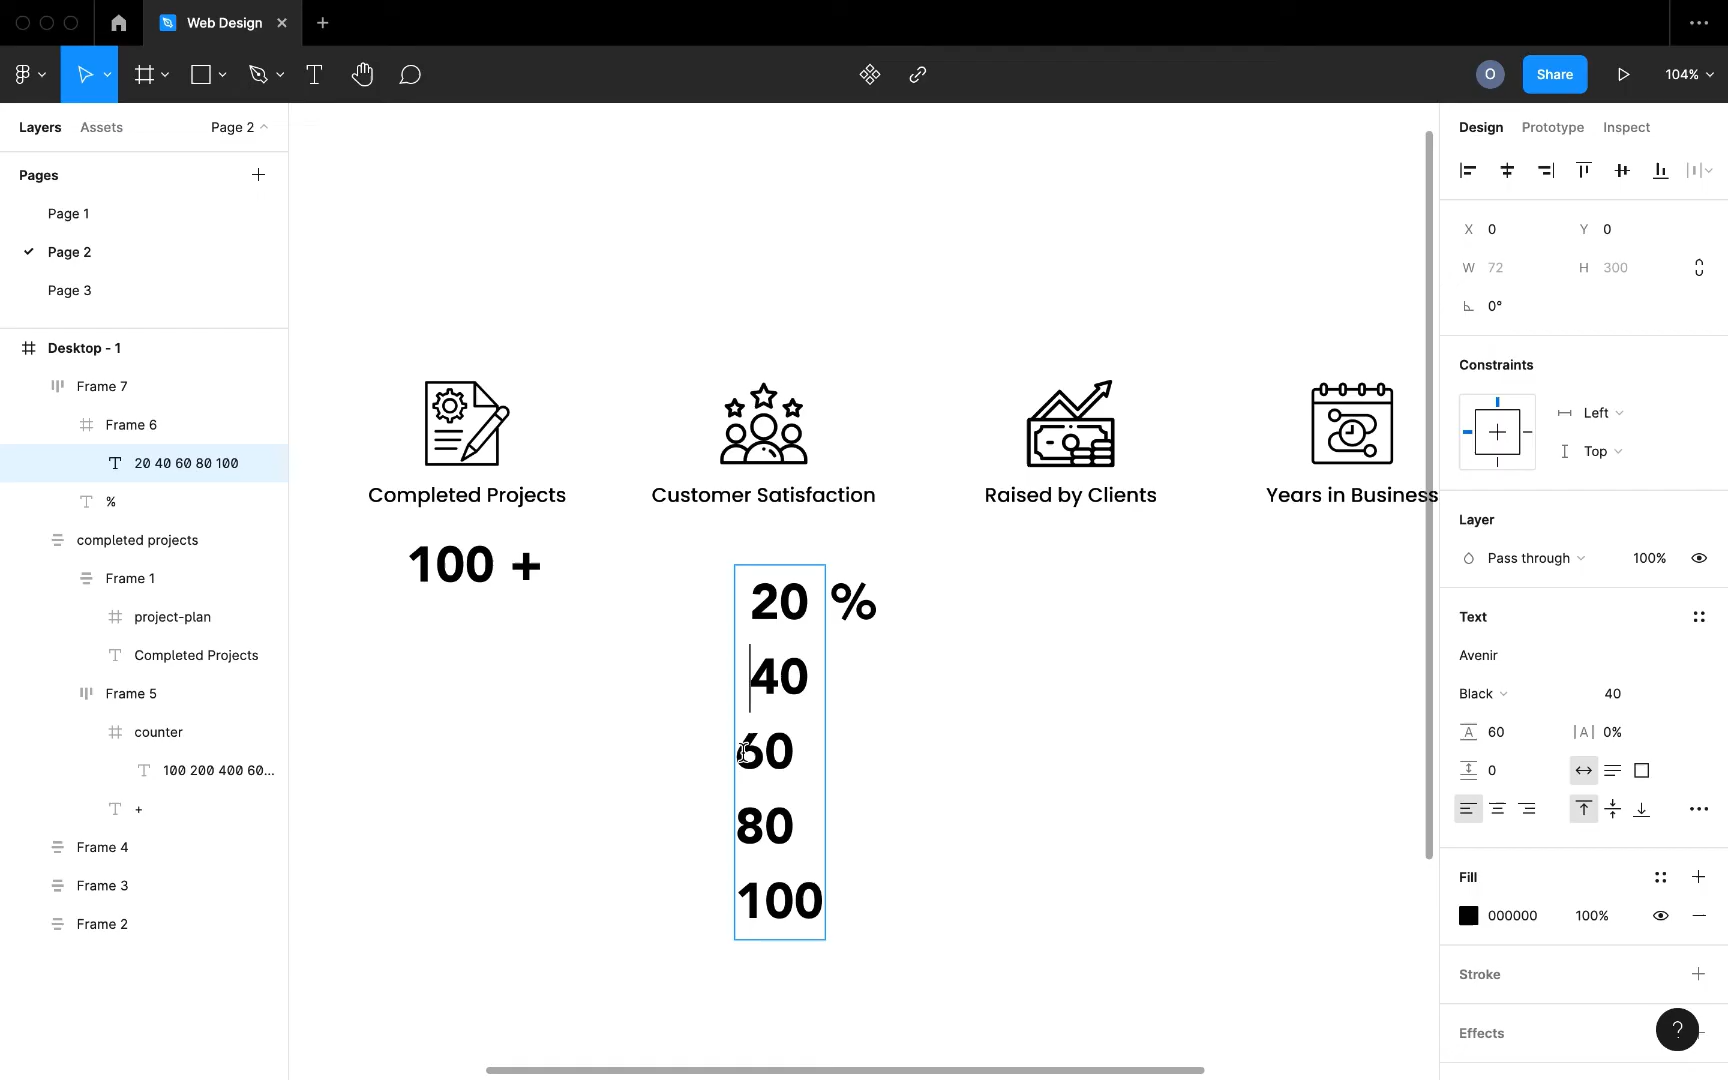 Web Design
Share
104%
Layers
Assets
Page 2
Pages
Page 1
Page 2
Page 3
Desktop - 1
Frame 7
Frame 6
20 40 60 80 100
%
completed projects
Frame 1
project-plan
Completed Projects
Frame 5
counter
100 200 400 60...
+
Frame 4
Frame 3
Frame 2
Completed Projects
Customer Satisfaction
Raised by Clients
Years in Business
100 +
20 %
40
60
80
100
O
Design
Prototype
Inspect
X 0
Y 0
W 72
H 300
0°
Constraints
Left
Top
Layer
Pass through
100%
Text
Avenir
Black
40
60
|A| 0%
0
Fill
000000
100%
Stroke
Effects
?